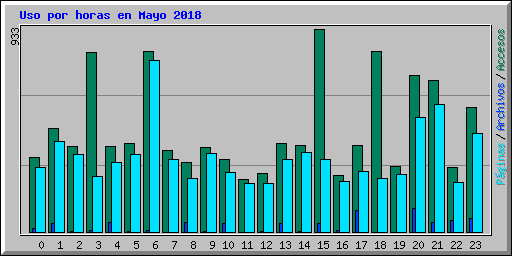 Uso por horas en Mayo 2018
933
Páginas / Archivos / Accesos
0 1 2 3 4 5 6 7 8 9 10 11 12 13 14 15 16 17 18 19 20 21 22 23